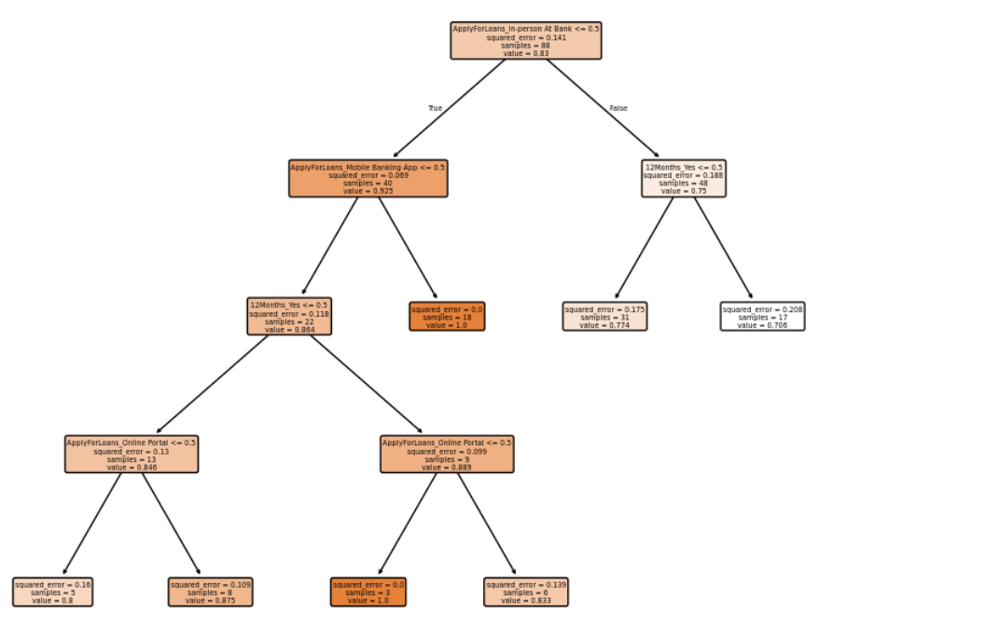 ApplyForLoans_In-person At Bank <= 0.5
squared_error = 0.141
samples = 88
value = 0.83
True
False
ApplyForLoans_Mobile Banking App <= 0.5
squared_error = 0.069
samples = 40
value = 0.925
12Months_Yes <= 0.5
squared_error = 0.188
samples = 48
value = 0.75
12Months_Yes <= 0.5
squared_error = 0.118
samples = 22
value = 0.864
squared_error = 0.0
samples = 18
value = 1.0
squared_error = 0.175
samples = 31
value = 0.774
squared_error = 0.208
samples = 17
value = 0.706
ApplyForLoans_Online Portal <= 0.5
squared_error = 0.13
samples = 13
value = 0.846
ApplyForLoans_Online Portal <= 0.5
squared_error = 0.099
samples = 9
value = 0.889
squared_error = 0.16
samples = 5
value = 0.8
squared_error = 0.109
samples = 8
value = 0.875
squared_error = 0.0
samples = 3
value = 1.0
squared_error = 0.139
samples = 6
value = 0.833